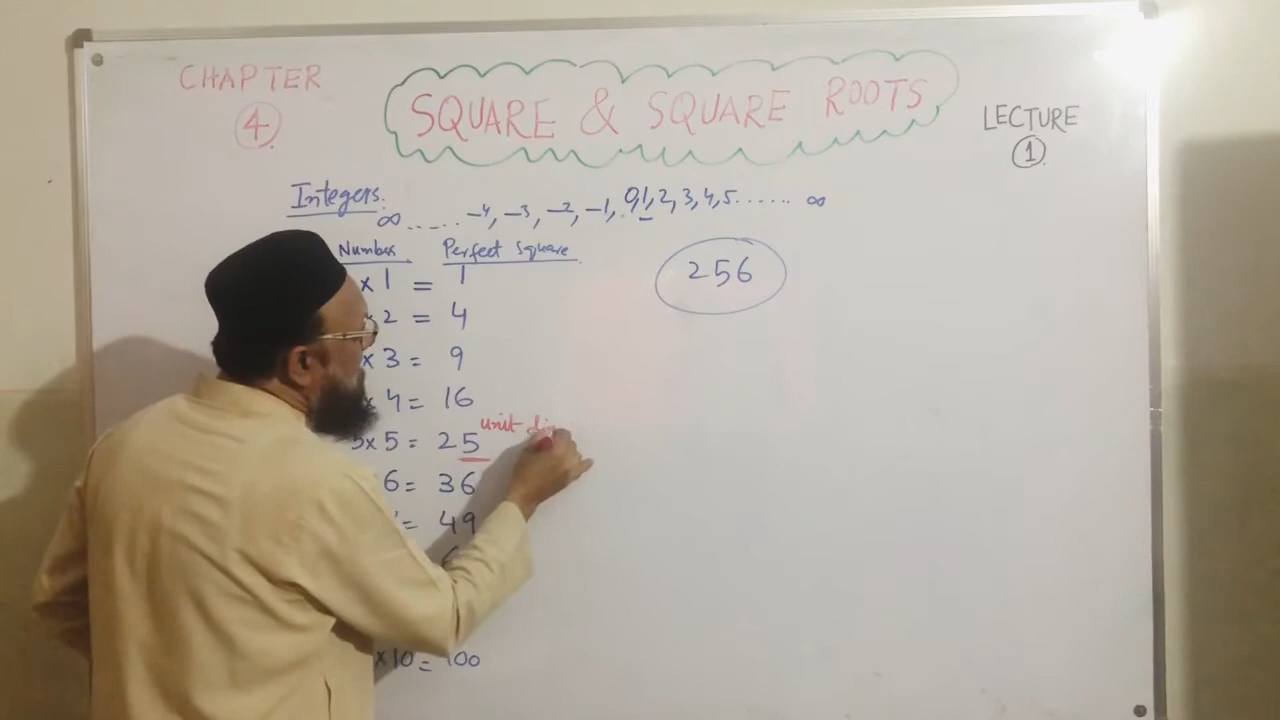 CHAPTER
4.
SQUARE & SQUARE ROOTS
LECTURE
1
Integers.
∞ ...... -4, -3, -2, -1, 0, 1, 2, 3, 4, 5...... ∞
Number Perfect Square
x 1 = 1
x 2 = 4
x 3 = 9
x 4 = 16
5 x 5 = 25 unit
6 = 36
= 49
x 10 = 100
256